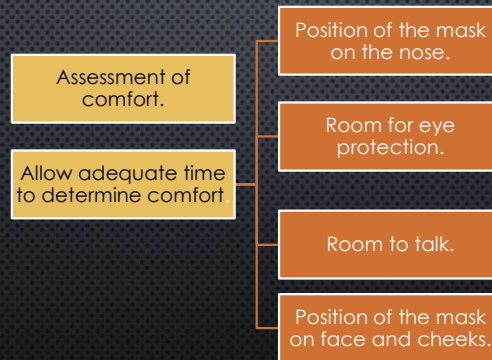 Assessment of
comfort.
Allow adequate time
to determine comfort.
Position of the mask
on the nose.
Room for eye
protection.
Room to talk.
Position of the mask
on face and cheeks.